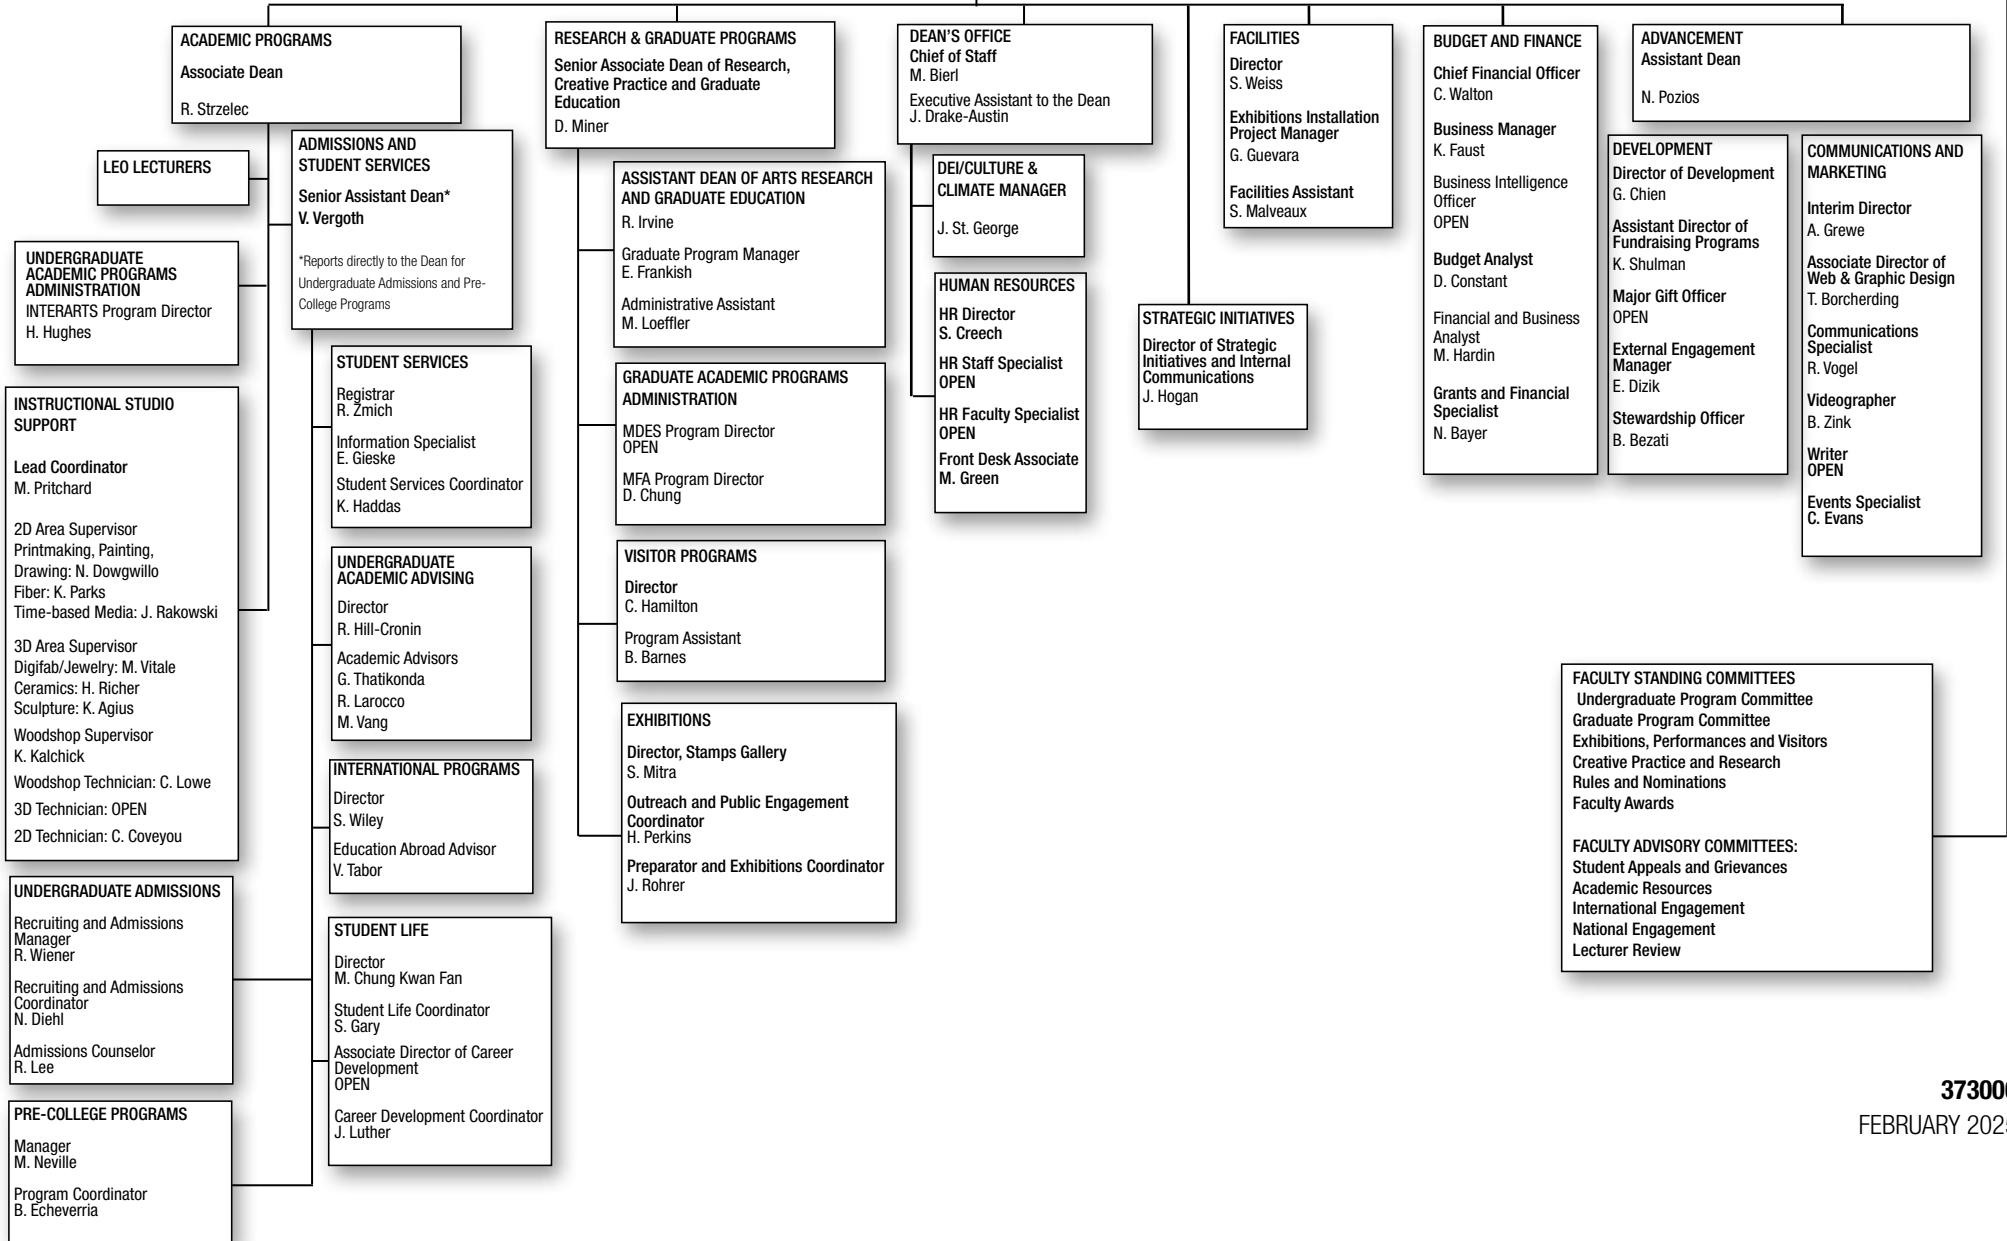 ACADEMIC PROGRAMS
Associate Dean
R. Strzelec
LEO LECTURERS
ADMISSIONS AND
STUDENT SERVICES
Senior Assistant Dean*
V. Vergoth
*Reports directly to the Dean for
Undergraduate Admissions and Pre-
College Programs
UNDERGRADUATE
ACADEMIC PROGRAMS
ADMINISTRATION
INTERARTS Program Director
H. Hughes
INSTRUCTIONAL STUDIO
SUPPORT
Lead Coordinator
M. Pritchard
2D Area Supervisor
Printmaking, Painting,
Drawing: N. Dowgwillo
Fiber: K. Parks
Time-based Media: J. Rakowski
3D Area Supervisor
Digifab/Jewelry: M. Vitale
Ceramics: H. Richer
Sculpture: K. Agius
Woodshop Supervisor
K. Kalchick
Woodshop Technician: C. Lowe
3D Technician: OPEN
2D Technician: C. Coveyou
UNDERGRADUATE ADMISSIONS
Recruiting and Admissions
Manager
R. Wiener
Recruiting and Admissions
Coordinator
N. Diehl
Admissions Counselor
R. Lee
PRE-COLLEGE PROGRAMS
Manager
M. Neville
Program Coordinator
B. Echeverria
STUDENT SERVICES
Registrar
R. Zmich
Information Specialist
E. Gieske
Student Services Coordinator
K. Haddas
UNDERGRADUATE
ACADEMIC ADVISING
Director
R. Hill-Cronin
Academic Advisors
G. Thatikonda
R. Larocco
M. Vang
INTERNATIONAL PROGRAMS
Director
S. Wiley
Education Abroad Advisor
V. Tabor
STUDENT LIFE
Director
M. Chung Kwan Fan
Student Life Coordinator
S. Gary
Associate Director of Career
Development
OPEN
Career Development Coordinator
J. Luther
RESEARCH & GRADUATE PROGRAMS
Senior Associate Dean of Research,
Creative Practice and Graduate
Education
D. Miner
ASSISTANT DEAN OF ARTS RESEARCH
AND GRADUATE EDUCATION
R. Irvine
Graduate Program Manager
E. Frankish
Administrative Assistant
M. Loeffler
GRADUATE ACADEMIC PROGRAMS
ADMINISTRATION
MDES Program Director
OPEN
MFA Program Director
D. Chung
VISITOR PROGRAMS
Director
C. Hamilton
Program Assistant
B. Barnes
EXHIBITIONS
Director, Stamps Gallery
S. Mitra
Outreach and Public Engagement
Coordinator
H. Perkins
Preparator and Exhibitions Coordinator
J. Rohrer
DEAN'S OFFICE
Chief of Staff
M. Bierl
Executive Assistant to the Dean
J. Drake-Austin
DEI/CULTURE &
CLIMATE MANAGER
J. St. George
HUMAN RESOURCES
HR Director
S. Creech
HR Staff Specialist
OPEN
HR Faculty Specialist
OPEN
Front Desk Associate
M. Green
STRATEGIC INITIATIVES
Director of Strategic
Initiatives and Internal
Communications
J. Hogan
FACILITIES
Director
S. Weiss
Exhibitions Installation
Project Manager
G. Guevara
Facilities Assistant
S. Malveaux
BUDGET AND FINANCE
Chief Financial Officer
C. Walton
Business Manager
K. Faust
Business Intelligence
Officer
OPEN
Budget Analyst
D. Constant
Financial and Business
Analyst
M. Hardin
Grants and Financial
Specialist
N. Bayer
ADVANCEMENT
Assistant Dean
N. Pozios
DEVELOPMENT
Director of Development
G. Chien
Assistant Director of
Fundraising Programs
K. Shulman
Major Gift Officer
OPEN
External Engagement
Manager
E. Dizik
Stewardship Officer
B. Bezati
COMMUNICATIONS AND
MARKETING
Interim Director
A. Grewe
Associate Director of
Web & Graphic Design
T. Borcherding
Communications
Specialist
R. Vogel
Videographer
B. Zink
Writer
OPEN
Events Specialist
C. Evans
FACULTY STANDING COMMITTEES
Undergraduate Program Committee
Graduate Program Committee
Exhibitions, Performances and Visitors
Creative Practice and Research
Rules and Nominations
Faculty Awards
FACULTY ADVISORY COMMITTEES:
Student Appeals and Grievances
Academic Resources
International Engagement
National Engagement
Lecturer Review
373000
FEBRUARY 2025